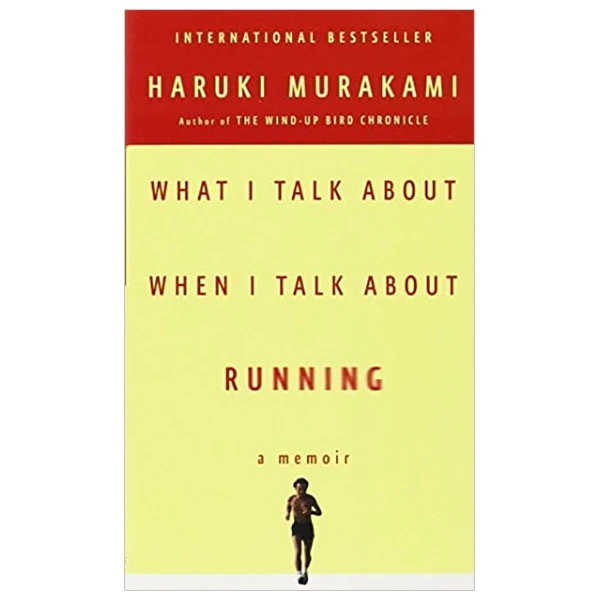 INTERNATIONAL BESTSELLER
HARUKI MURAKAMI
Author of THE WIND-UP BIRD CHRONICLE
WHAT I TALK ABOUT
WHEN I TALK ABOUT
RUNNING
a memoir